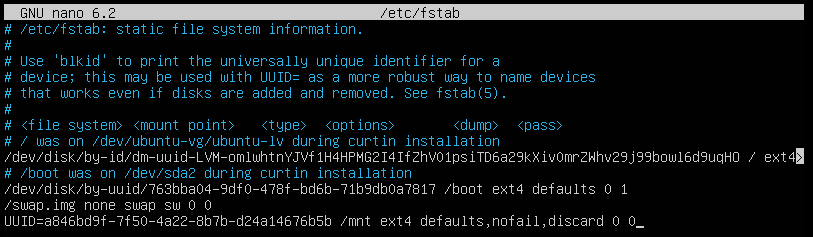 GNU nano 6.2 /etc/fstab
# /etc/fstab: static file system information.
#
# Use 'blkid' to print the universally unique identifier for a
# device; this may be used with UUID= as a more robust way to name devices
# that works even if disks are added and removed. See fstab(5).
#
# <file system> <mount point> <type> <options> <dump> <pass>
# / was on /dev/ubuntu-vg/ubuntu-lv during curtin installation
/dev/disk/by-id/dm-uuid-LVM-omlwhtnYJVf1H4HPMG2I4IfZhVO1psiTD6a29kXivOmrZWhv29j99bowl6d9uqHO / ext4>
# /boot was on /dev/sda2 during curtin installation
/dev/disk/by-uuid/763bba04-9df0-478f-bd6b-71b9db0a7817 /boot ext4 defaults 0 1
/swap.img none swap sw 0 0
UUID=a846bd9f-7f50-4a22-8b7b-d24a14676b5b /mnt ext4 defaults,nofail,discard 0 0